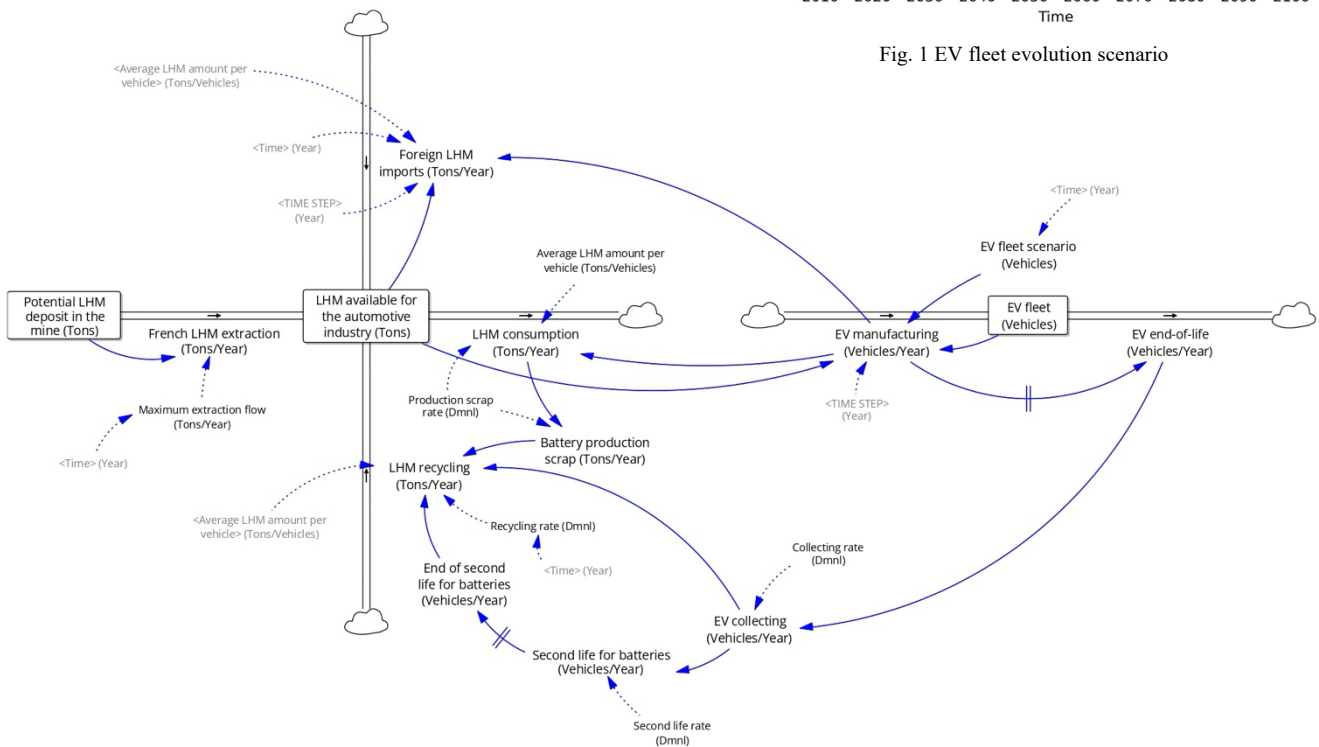 Time
Fig. 1 EV fleet evolution scenario
<Average LHM amount per
vehicle> (Tons/Vehicles)
<Time> (Year)
Foreign LHM
imports (Tons/Year)
<TIME STEP>
(Year)
<Time> (Year)
EV fleet scenario
(Vehicles)
Average LHM amount per
vehicle (Tons/Vehicles)
Potential LHM
deposit in the
mine (Tons)
French LHM extraction
(Tons/Year)
LHM available for
the automotive
industry (Tons)
LHM consumption
(Tons/Year)
EV manufacturing
(Vehicles/Year)
EV fleet
(Vehicles)
EV end-of-life
(Vehicles/Year)
Maximum extraction flow
(Tons/Year)
<Time> (Year)
Production scrap
rate (Dmnl)
<TIME STEP>
(Year)
Battery production
scrap (Tons/Year)
LHM recycling
(Tons/Year)
<Average LHM amount per
vehicle> (Tons/Vehicles)
Recycling rate (Dmnl)
<Time> (Year)
Collecting rate
(Dmnl)
End of second
life for batteries
(Vehicles/Year)
EV collecting
(Vehicles/Year)
Second life for batteries
(Vehicles/Year)
Second life rate
(Dmnl)